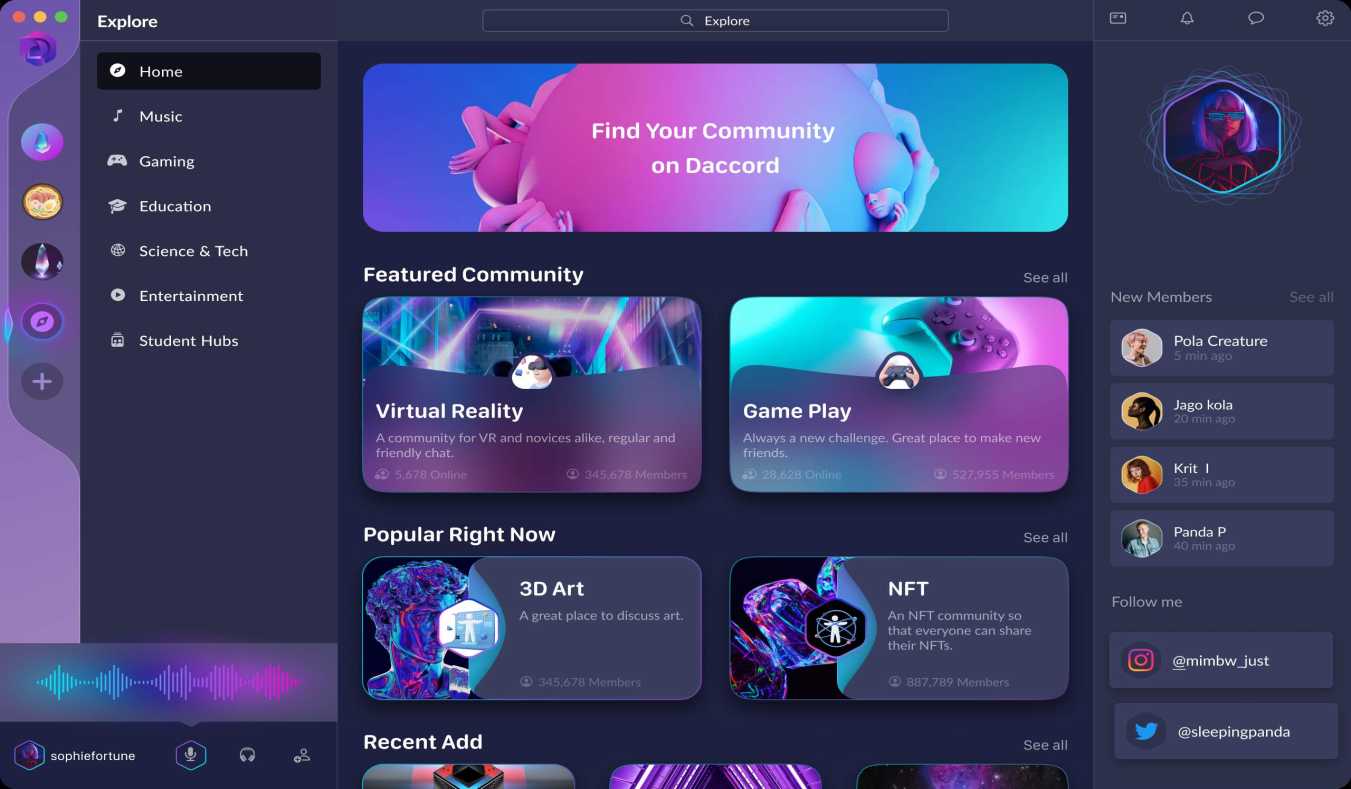 Explore
Explore
Home
Music
Gaming
Education
Science & Tech
Entertainment
Student Hubs
sophiefortune
Find Your Community
on Daccord
Featured Community
See all
Virtual Reality
A community for VR and novices alike, regular and
friendly chat.
5,678 Online
345,678 Members
Game Play
Always a new challenge. Great place to make new
friends.
28,628 Online
527,955 Members
Popular Right Now
See all
3D Art
A great place to discuss art.
345,678 Members
NFT
An NFT community so
that everyone can share
their NFTs.
887,789 Members
Recent Add
See all
New Members
See all
Pola Creature
5 min ago
Jago kola
20 min ago
Krit I
35 min ago
Panda P
40 min ago
Follow me
@mimbw_just
@sleepingpanda